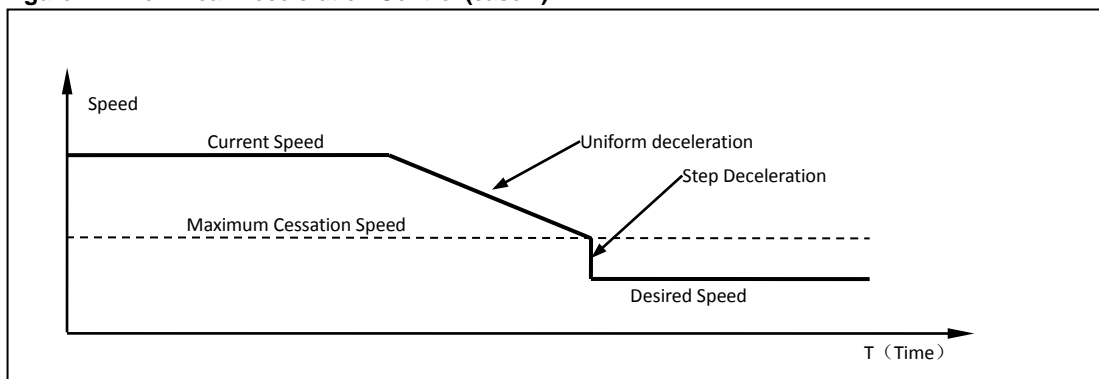 Speed
Current Speed
Uniform deceleration
Step Deceleration
Maximum Cessation Speed
Desired Speed
T（Time）